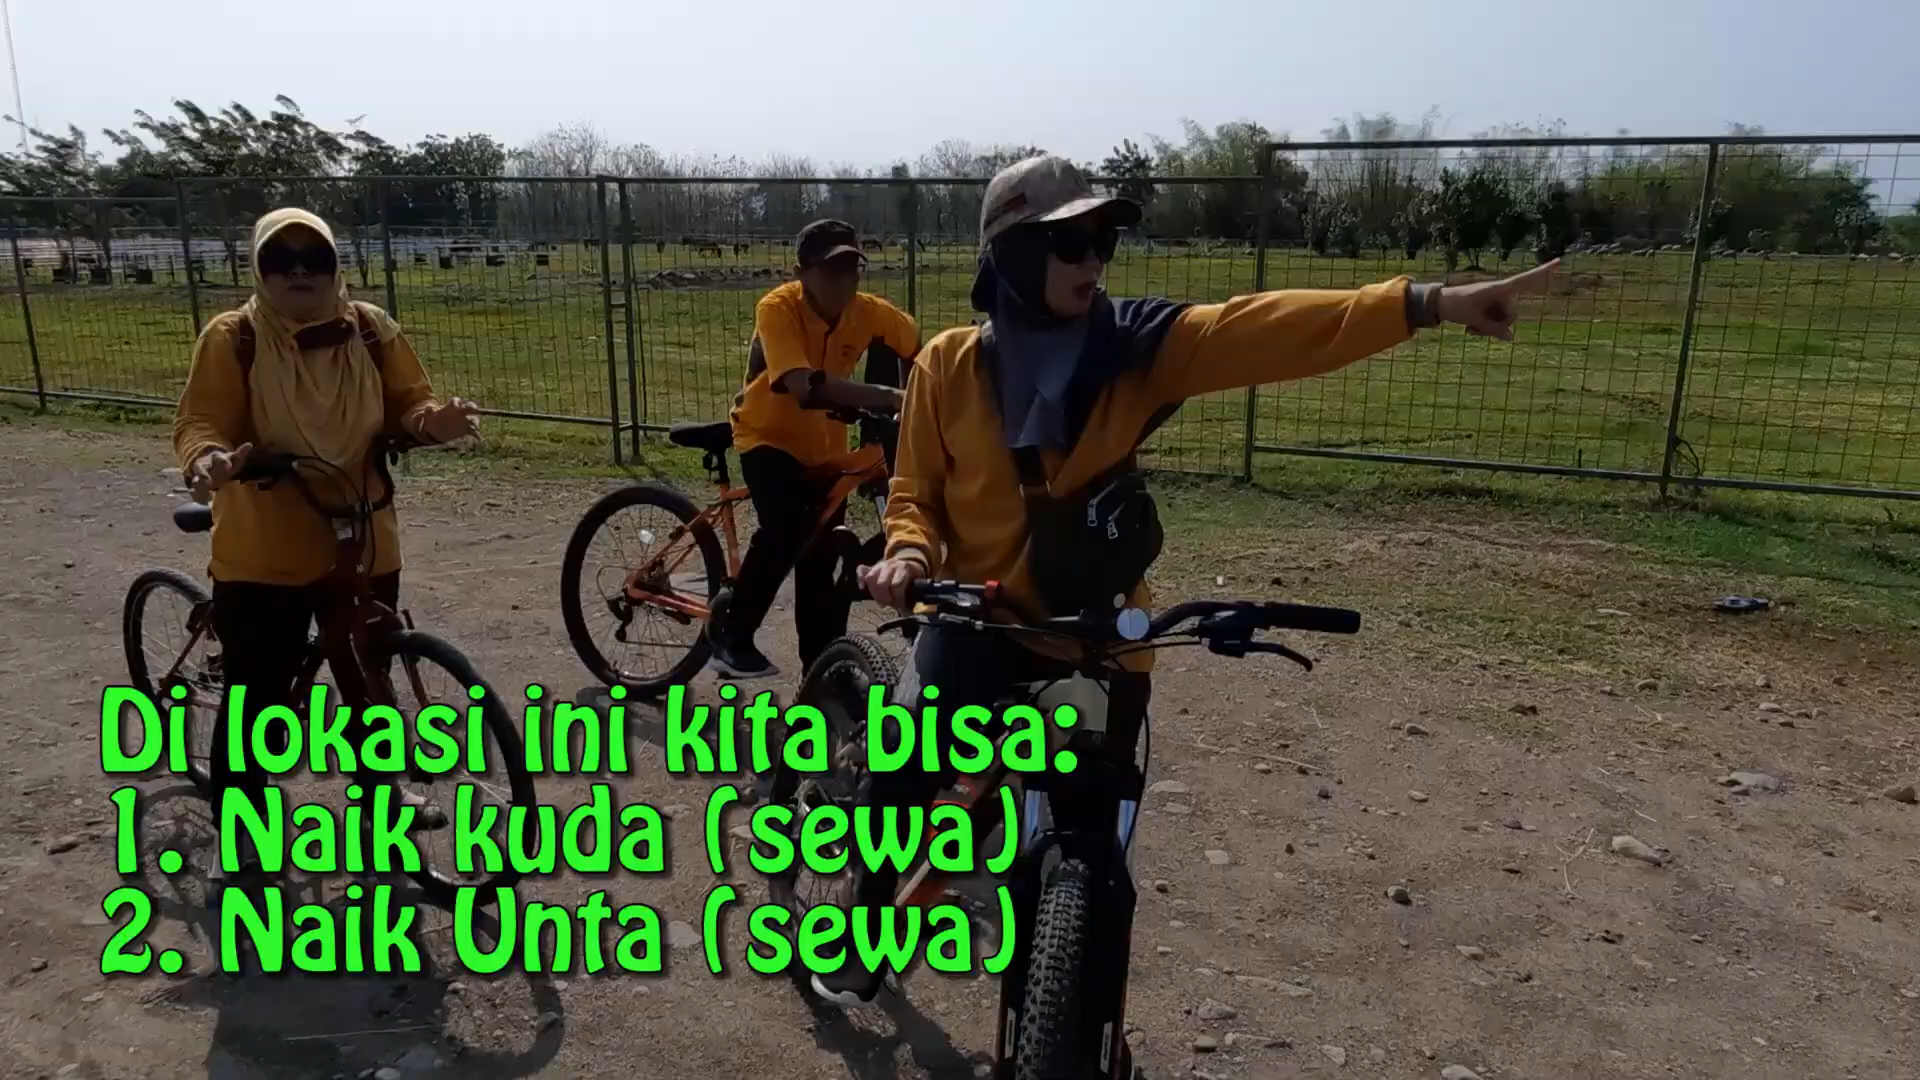 Di lokasi ini kita bisa:
1. Naik kuda (sewa)
2. Naik Unta (sewa)